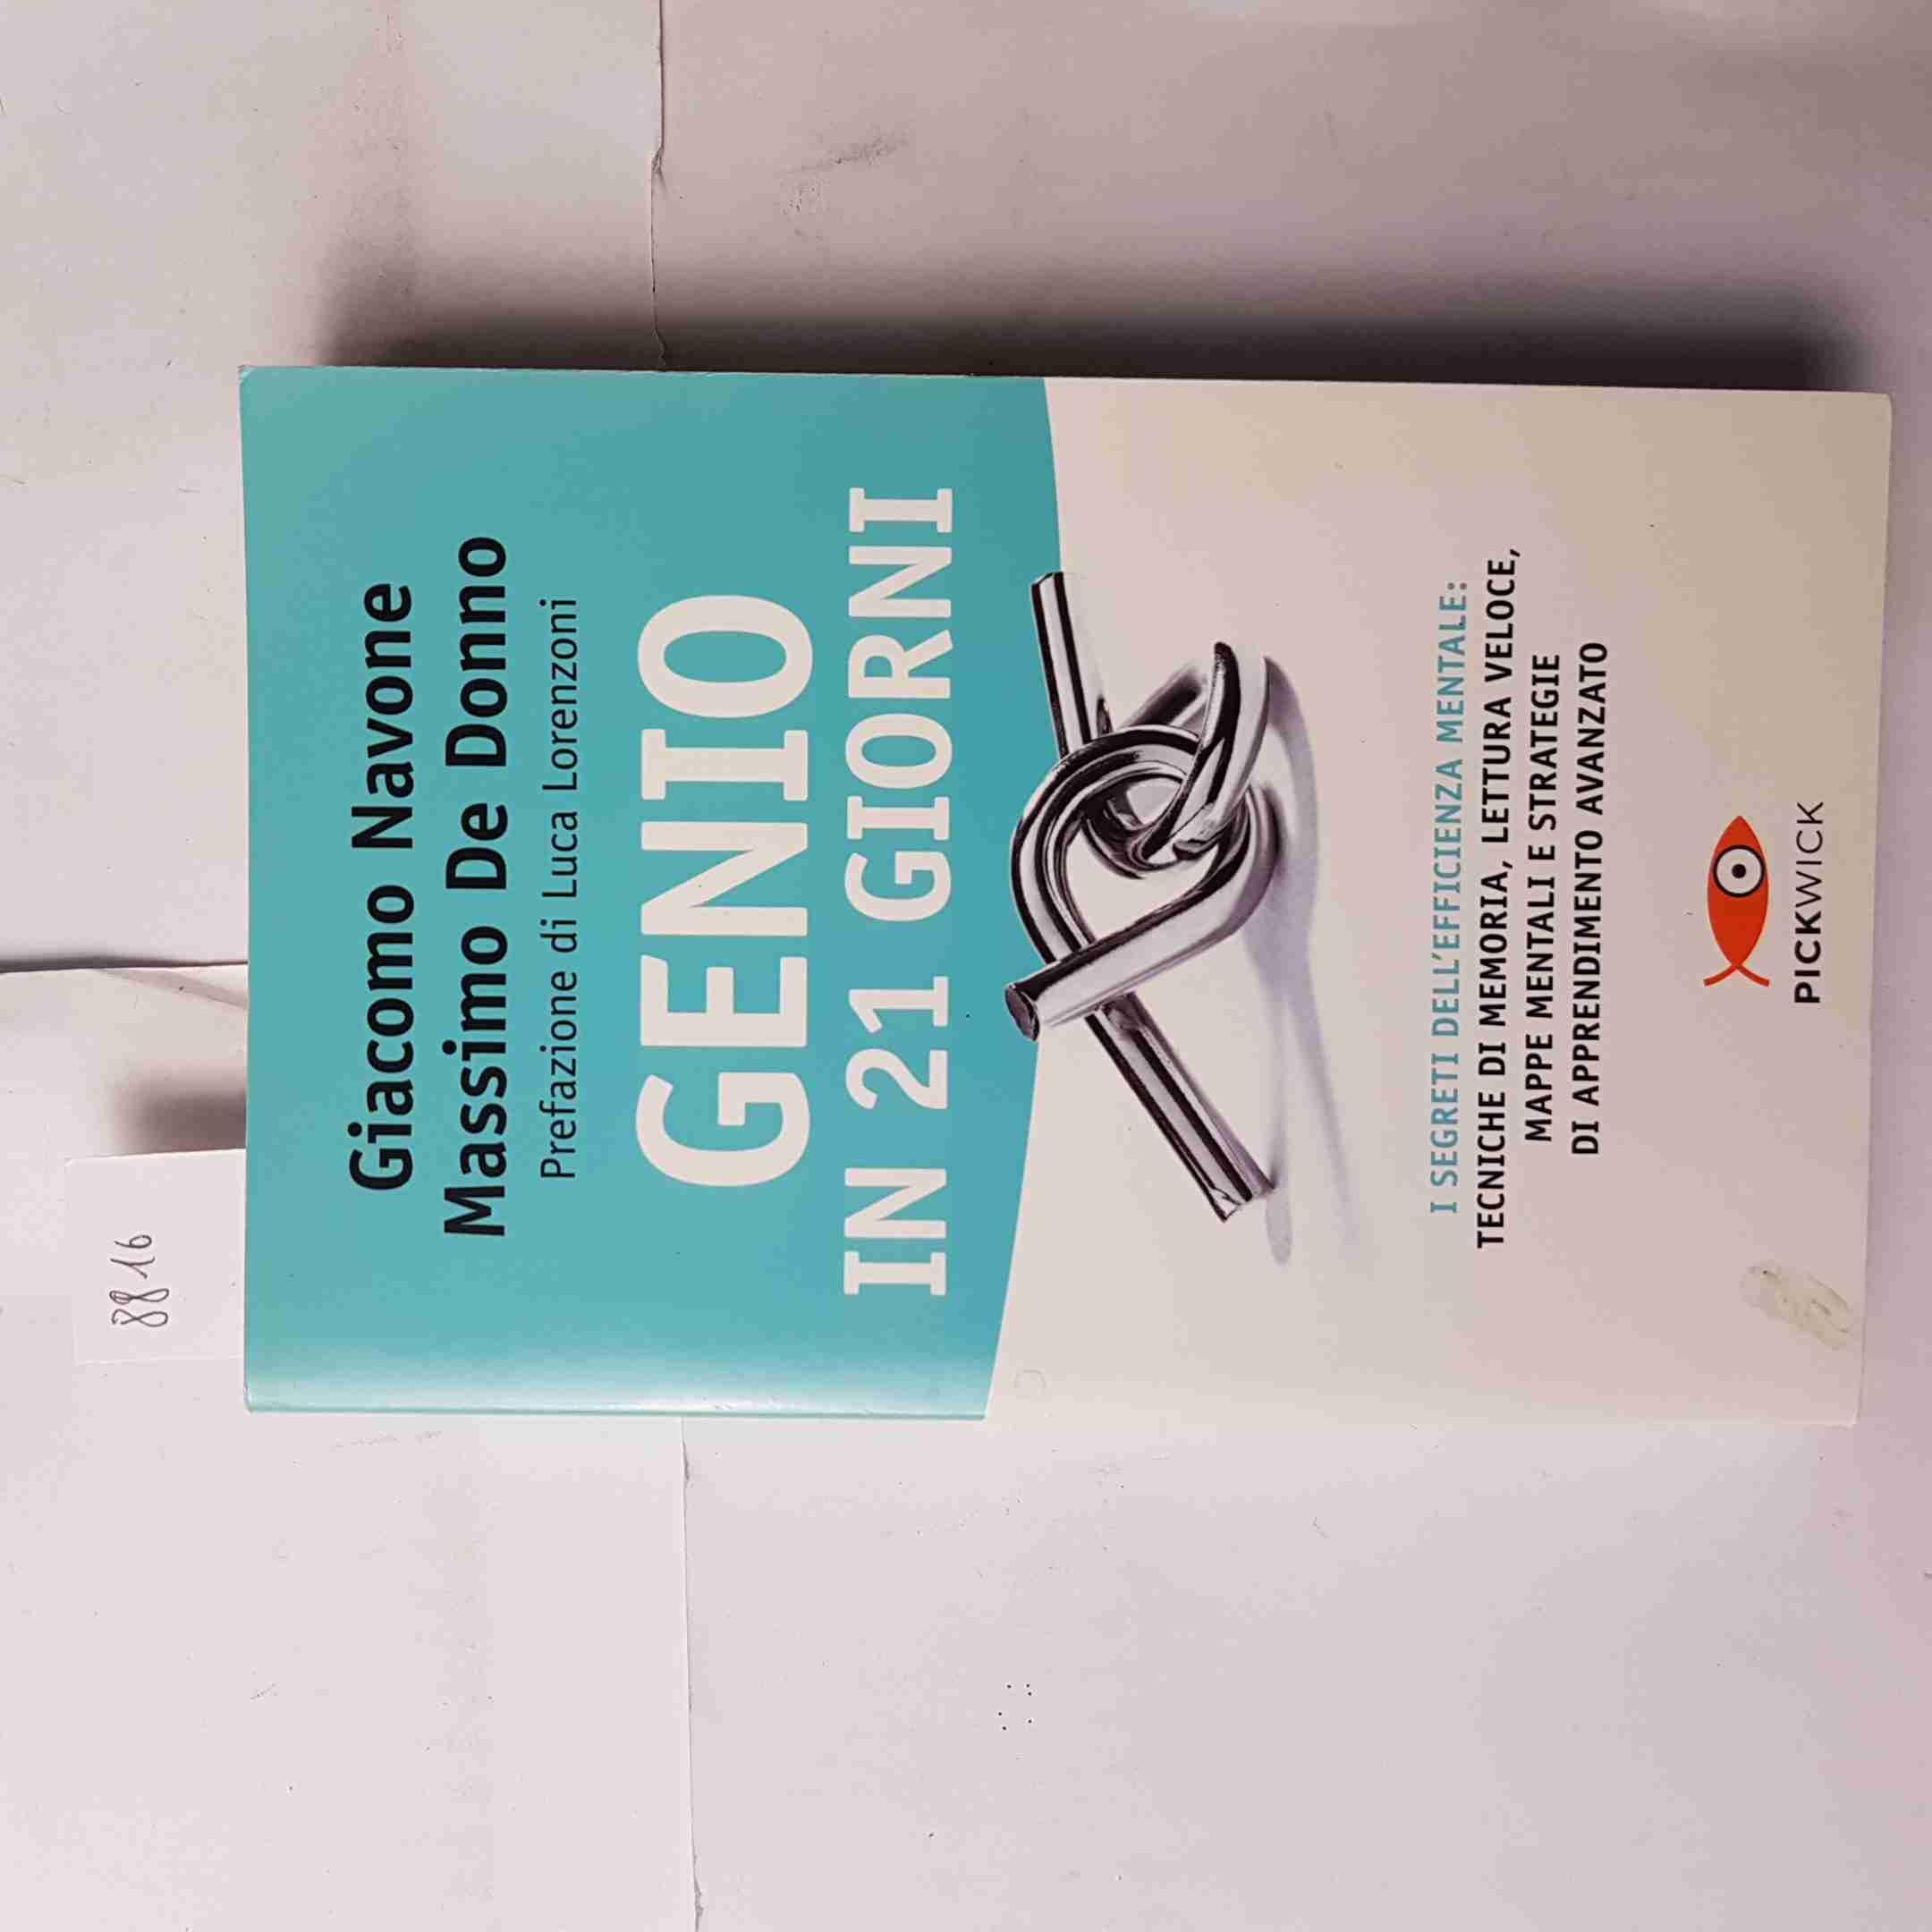 8816
Giacomo Navone
Massimo De Donno
Prefazione di Luca Lorenzoni
GENIO
IN 21 GIORNI
I SEGRETI DELL'EFFICIENZA MENTALE:
TECNICHE DI MEMORIA, LETTURA VELOCE,
MAPPE MENTALI E STRATEGIE
DI APPRENDIMENTO AVANZATO
PICKWICK